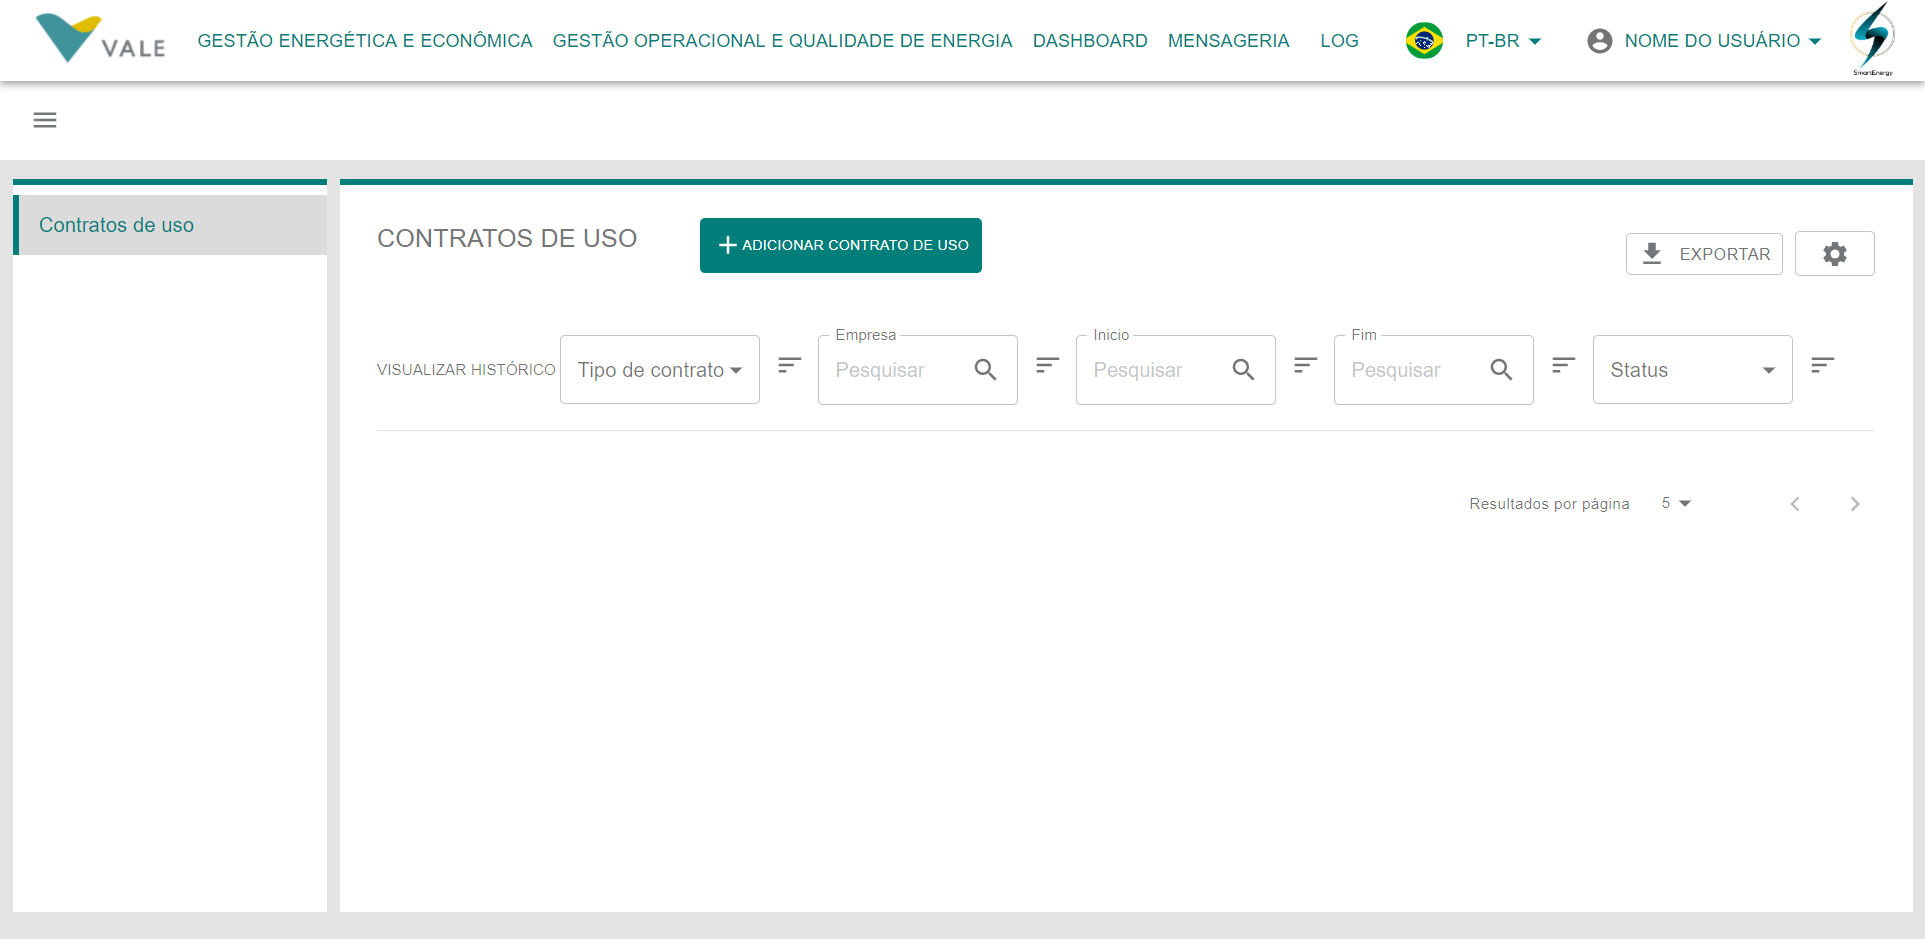 VALE
GESTÃO ENERGÉTICA E ECONÔMICA GESTÃO OPERACIONAL E QUALIDADE DE ENERGIA DASHBOARD MENSAGERIA LOG PT-BR NOME DO USUÁRIO
SmartEnergy
Contratos de uso
CONTRATOS DE USO
ADICIONAR CONTRATO DE USO
EXPORTAR
VISUALIZAR HISTÓRICO
Tipo de contrato
Empresa
Pesquisar
Inicio
Pesquisar
Fim
Pesquisar
Status
Resultados por página 5